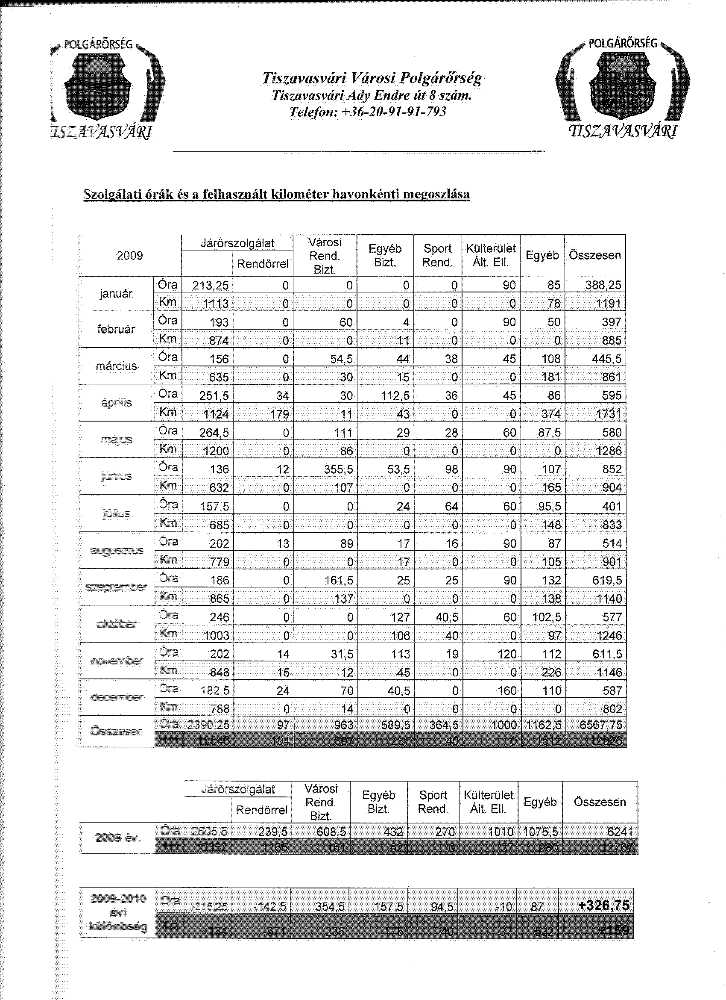 POLGÁRŐRSÉG
TISZAVASVÁRI
POLGÁRŐRSÉG
TISZAVASVÁRI
Tiszavasvári Városi Polgárőrség
Tiszavasvári Ady Endre út 8 szám.
Telefon: +36-20-91-91-793
Szolgálati órák és a felhasznált kilométer havonkénti megoszlása
2009 Járörszolgálat Rendőrrel Városi Rend. Bizt. Egyéb Bizt. Sport Rend. Külterület Ált. Ell. Egyéb Összesen
január Óra 213,25 0 0 0 0 90 85 388,25
Km 1113 0 0 0 0 0 78 1191
február Óra 193 0 60 4 0 90 50 397
Km 874 0 0 11 0 0 0 885
március Óra 156 0 54,5 44 38 45 108 445,5
Km 635 0 30 15 0 0 181 861
április Óra 251,5 34 30 112,5 36 45 86 595
Km 1124 179 11 43 0 0 374 1731
május Óra 264,5 0 111 29 28 60 87,5 580
Km 1200 0 86 0 0 0 0 1286
június Óra 136 12 355,5 53,5 98 90 107 852
Km 632 0 107 0 0 0 165 904
július Óra 157,5 0 0 24 64 60 95,5 401
Km 685 0 0 0 0 0 148 833
augusztus Óra 202 13 89 17 16 90 87 514
Km 779 0 0 17 0 0 105 901
szeptember Óra 186 0 161,5 25 25 90 132 619,5
Km 865 0 137 0 0 0 138 1140
október Óra 246 0 0 127 40,5 60 102,5 577
Km 1003 0 0 106 40 0 97 1246
november Óra 202 14 31,5 113 19 120 112 611,5
Km 848 15 12 45 0 0 226 1146
december Óra 182,5 24 70 40,5 0 160 110 587
Km 788 0 14 0 0 0 0 802
Összesen Óra 2390,25 97 963 589,5 364,5 1000 1162,5 6567,75
Km 10546 194 397 237 40 0 1512 12926
Járörszolgálat Rendőrrel Városi Rend. Bizt. Egyéb Bizt. Sport Rend. Külterület Ált. Ell. Egyéb Összesen
2009 év. Óra 2605,5 239,5 608,5 432 270 1010 1075,5 6241
Km 10362 1165 161 62 0 37 980 12767
2009-2010 évi különbség Óra -215,25 -142,5 354,5 157,5 94,5 -10 87 +326,75
Km +184 -971 236 175 40 -37 532 +159